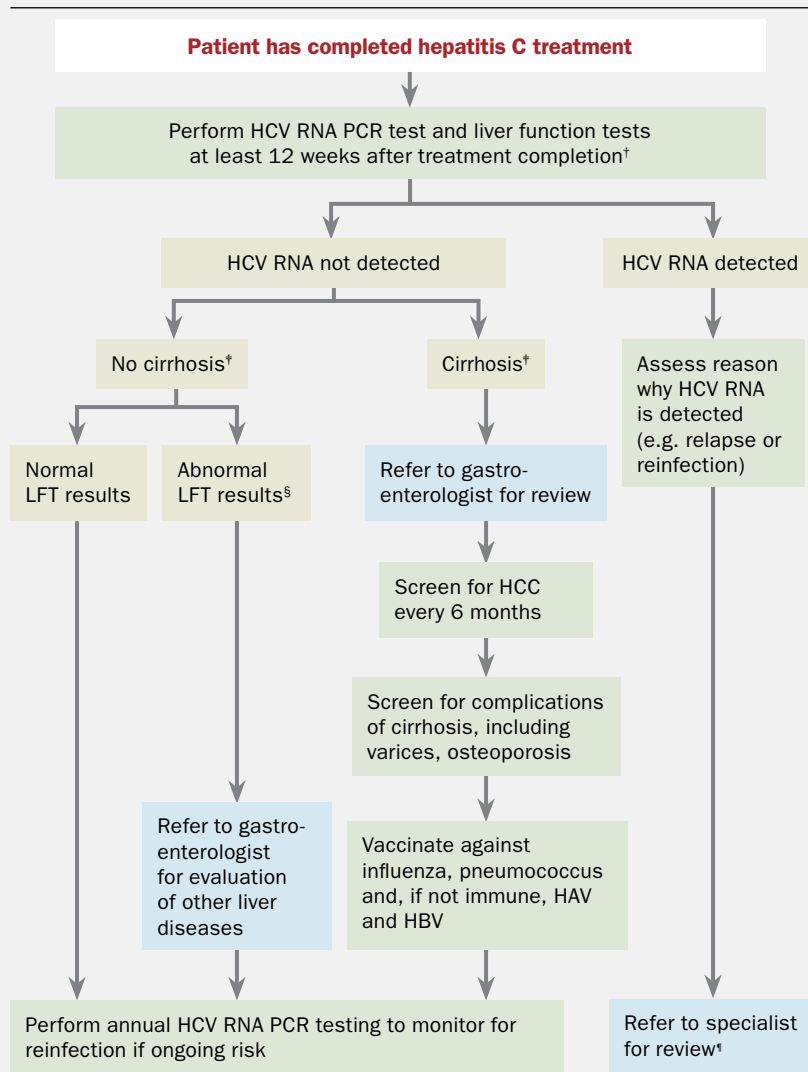 Patient has completed hepatitis C treatment
Perform HCV RNA PCR test and liver function tests
at least 12 weeks after treatment completion†
HCV RNA not detected
HCV RNA detected
No cirrhosis‡
Cirrhosis‡
Assess reason
why HCV RNA
is detected
(e.g. relapse or
reinfection)
Normal
LFT results
Abnormal
LFT results§
Refer to gastro-
enterologist for review
Screen for HCC
every 6 months
Screen for complications
of cirrhosis, including
varices, osteoporosis
Refer to gastro-
enterologist
for evaluation
of other liver
diseases
Vaccinate against
influenza, pneumococcus
and, if not immune, HAV
and HBV
Perform annual HCV RNA PCR testing to monitor for
reinfection if ongoing risk
Refer to specialist
for review¶